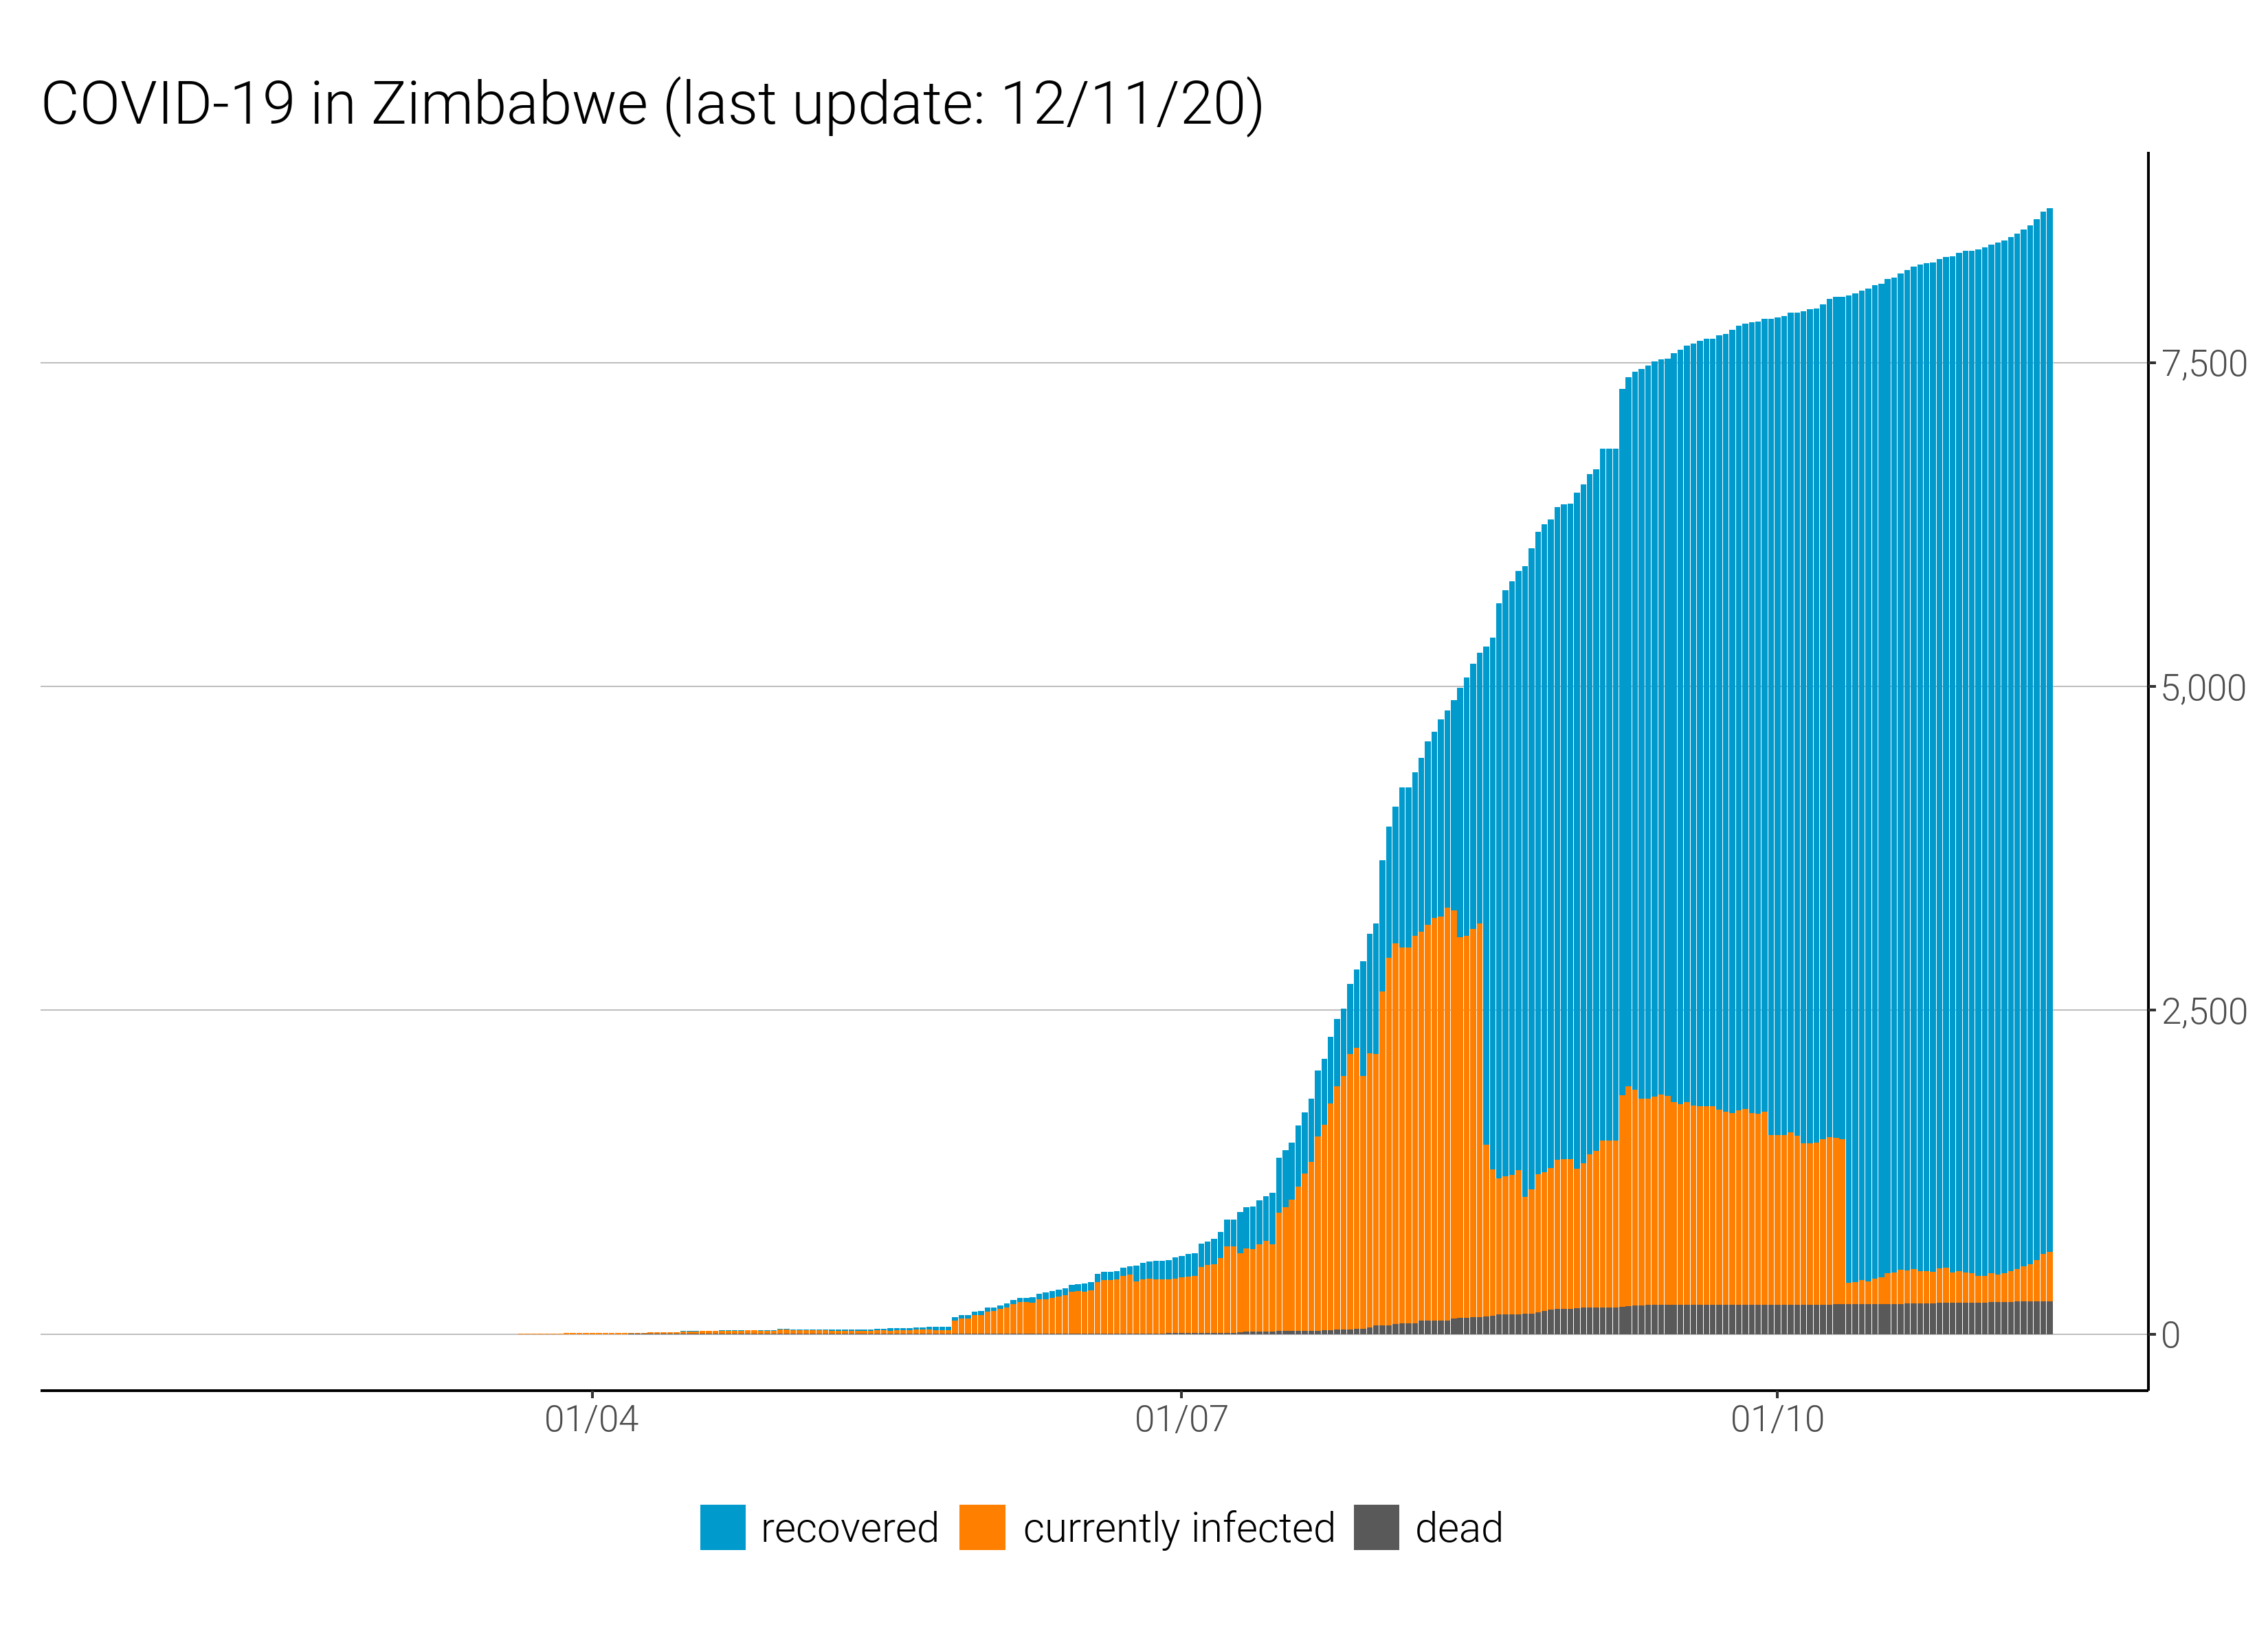 COVID-19 in Zimbabwe (last update: 12/11/20)
7,500
5,000
2,500
0
01/04 01/07 01/10
recovered currently infected dead